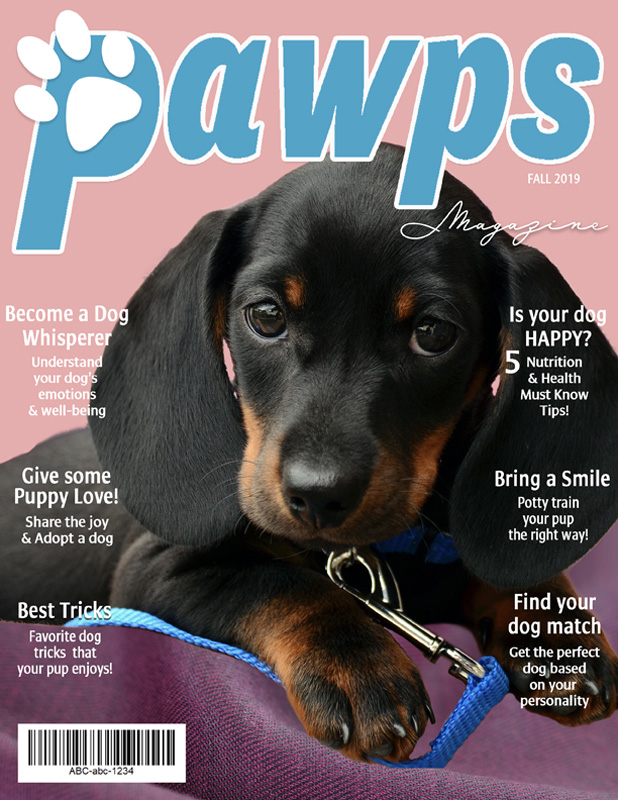 pawps
FALL 2019
Magazine
Become a Dog
Whisperer
Understand
your dog's
emotions
& well-being
Give some
Puppy Love!
Share the joy
& Adopt a dog
Best Tricks
Favorite dog
tricks that
your pup enjoys!
ABC-abc-1234
Is your dog
HAPPY?
5 Nutrition
& Health
Must Know
Tips!
Bring a Smile
Potty train
your pup
the right way!
Find your
dog match
Get the perfect
dog based
on your
personality